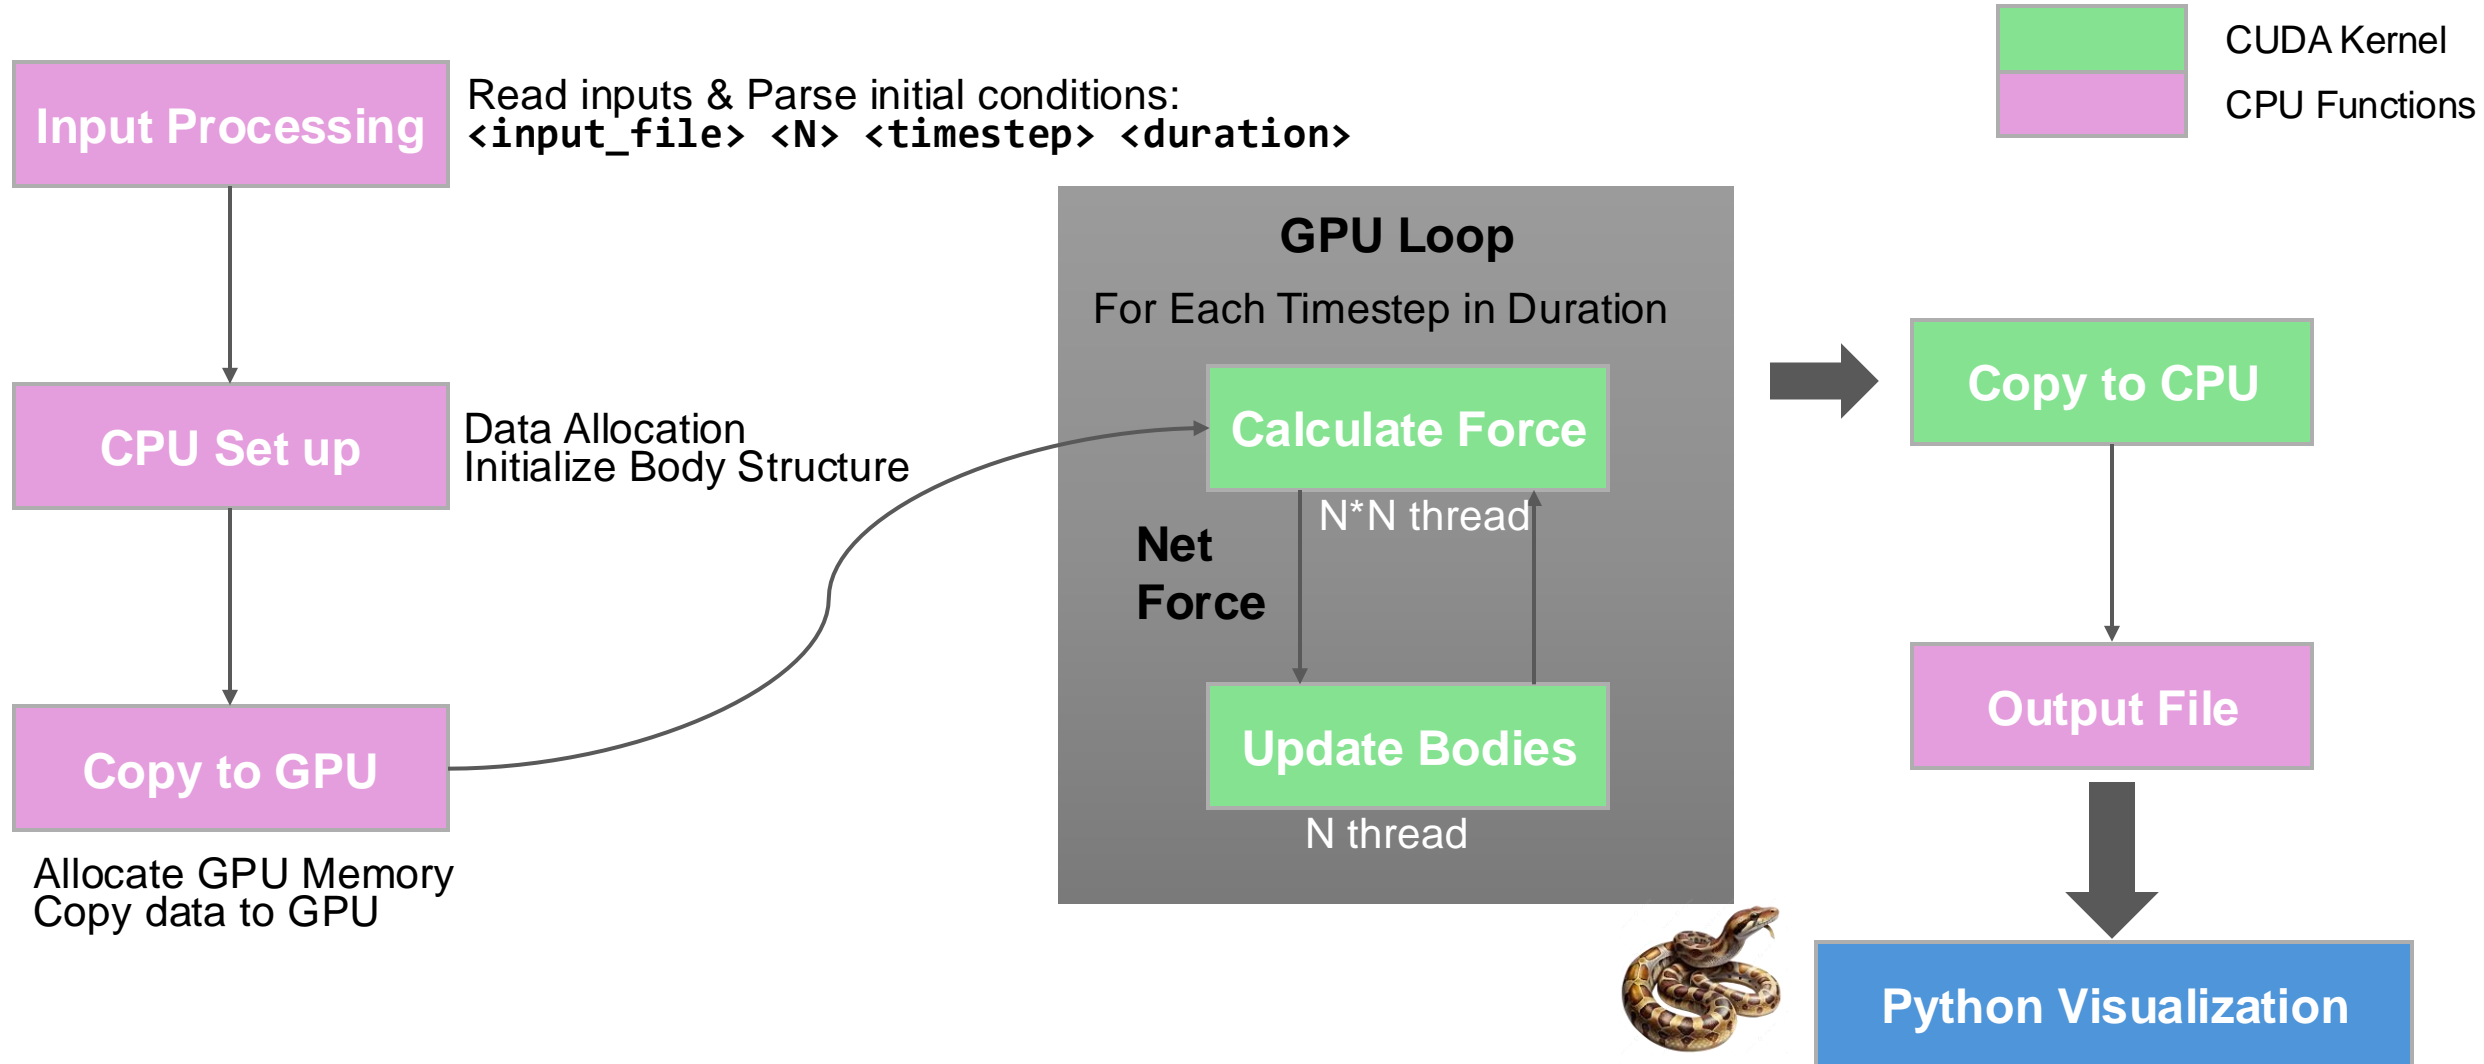 Input Processing
Read inputs & Parse initial conditions:
<input_file> <N> <timestep> <duration>
CPU Set up
Data Allocation
Initialize Body Structure
Copy to GPU
Allocate GPU Memory
Copy data to GPU
GPU Loop
For Each Timestep in Duration
Calculate Force
N*N thread
Net
Force
Update Bodies
N thread
CUDA Kernel
CPU Functions
Copy to CPU
Output File
Python Visualization